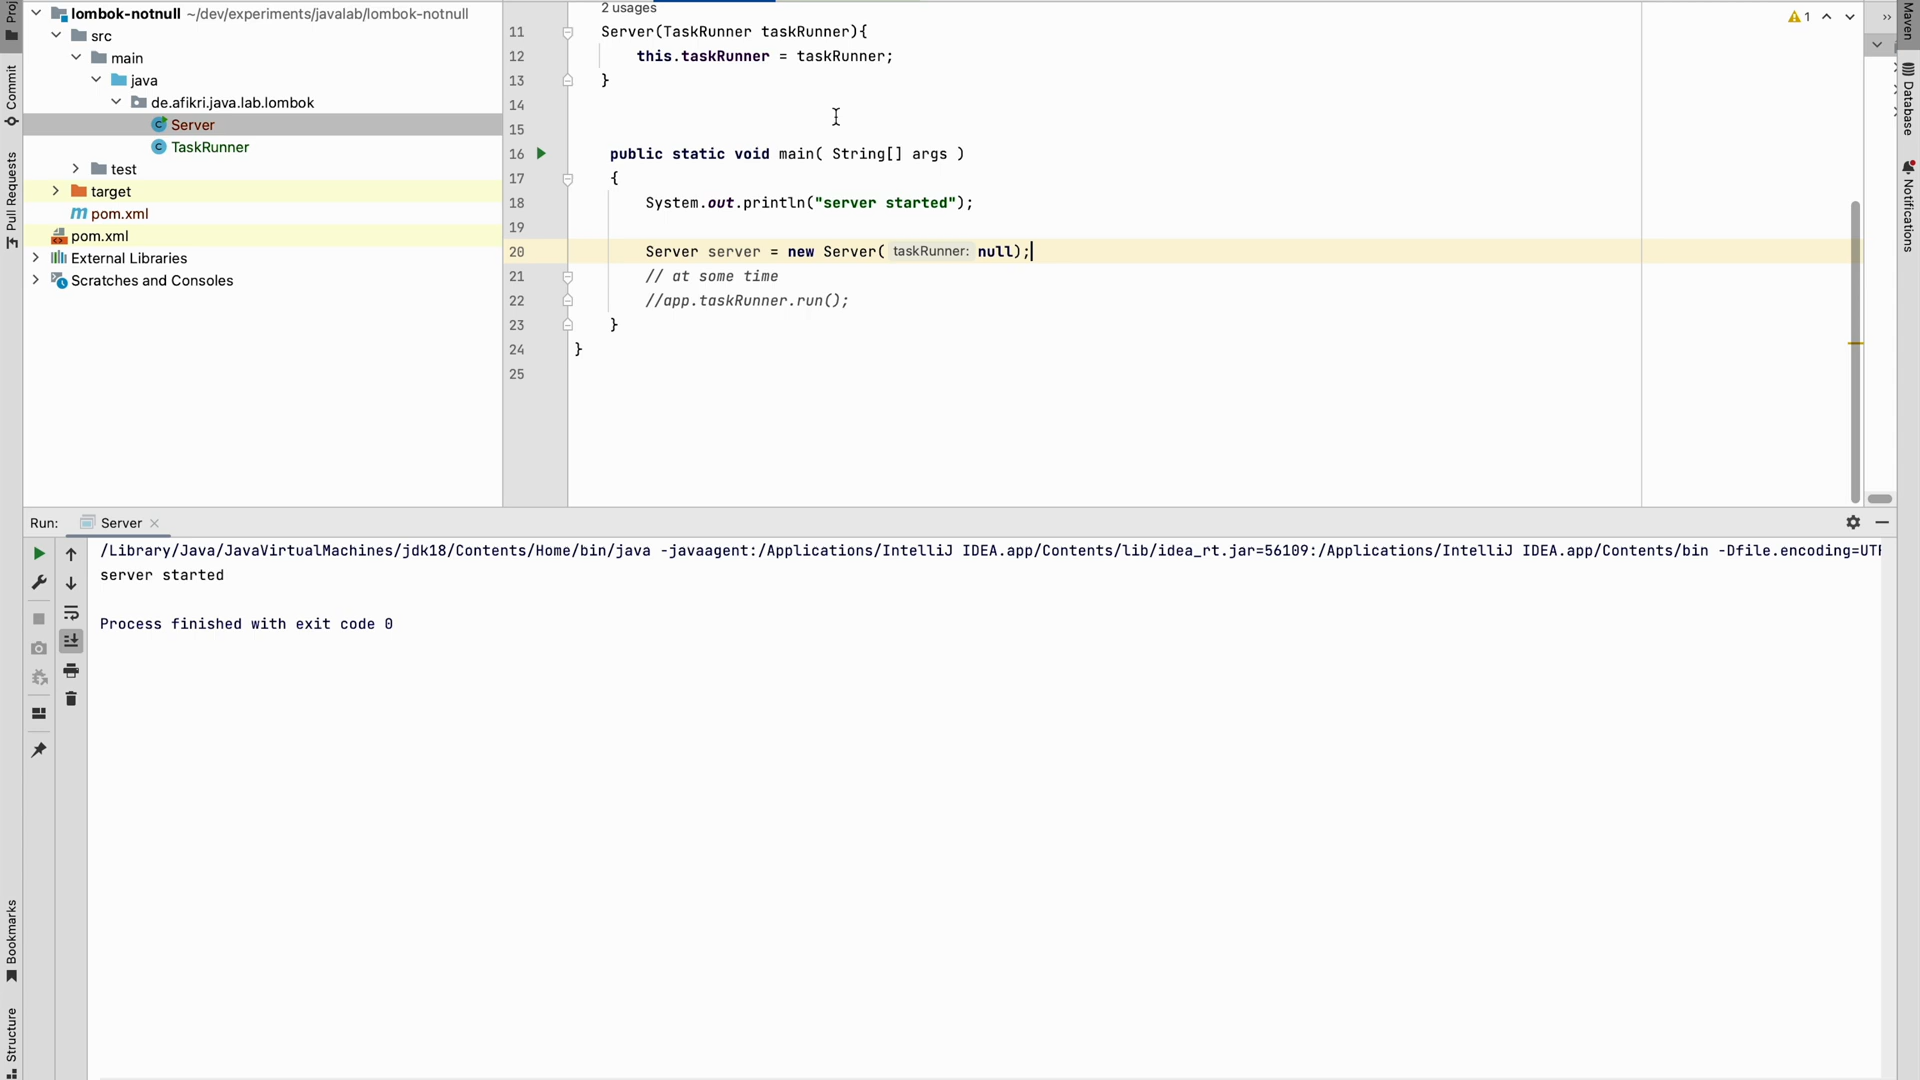 Proj
Commit
Pull Requests
Bookmarks
Structure
lombok-notnull ~/dev/experiments/javalab/lombok-notnull
src
main
java
de.afikri.java.lab.lombok
Server
TaskRunner
test
target
pom.xml
pom.xml
External Libraries
Scratches and Consoles
2 usages
11 Server(TaskRunner taskRunner){
12 this.taskRunner = taskRunner;
13 }
14
15
16 public static void main( String[] args )
17 {
18 System.out.println("server started");
19
20 Server server = new Server( taskRunner: null);
21 // at some time
22 //app.taskRunner.run();
23 }
24 }
25
1
Maven
Database
Notifications
Run: Server
/Library/Java/JavaVirtualMachines/jdk18/Contents/Home/bin/java -javaagent:/Applications/IntelliJ IDEA.app/Contents/lib/idea_rt.jar=56109:/Applications/IntelliJ IDEA.app/Contents/bin -Dfile.encoding=UTF
server started
Process finished with exit code 0